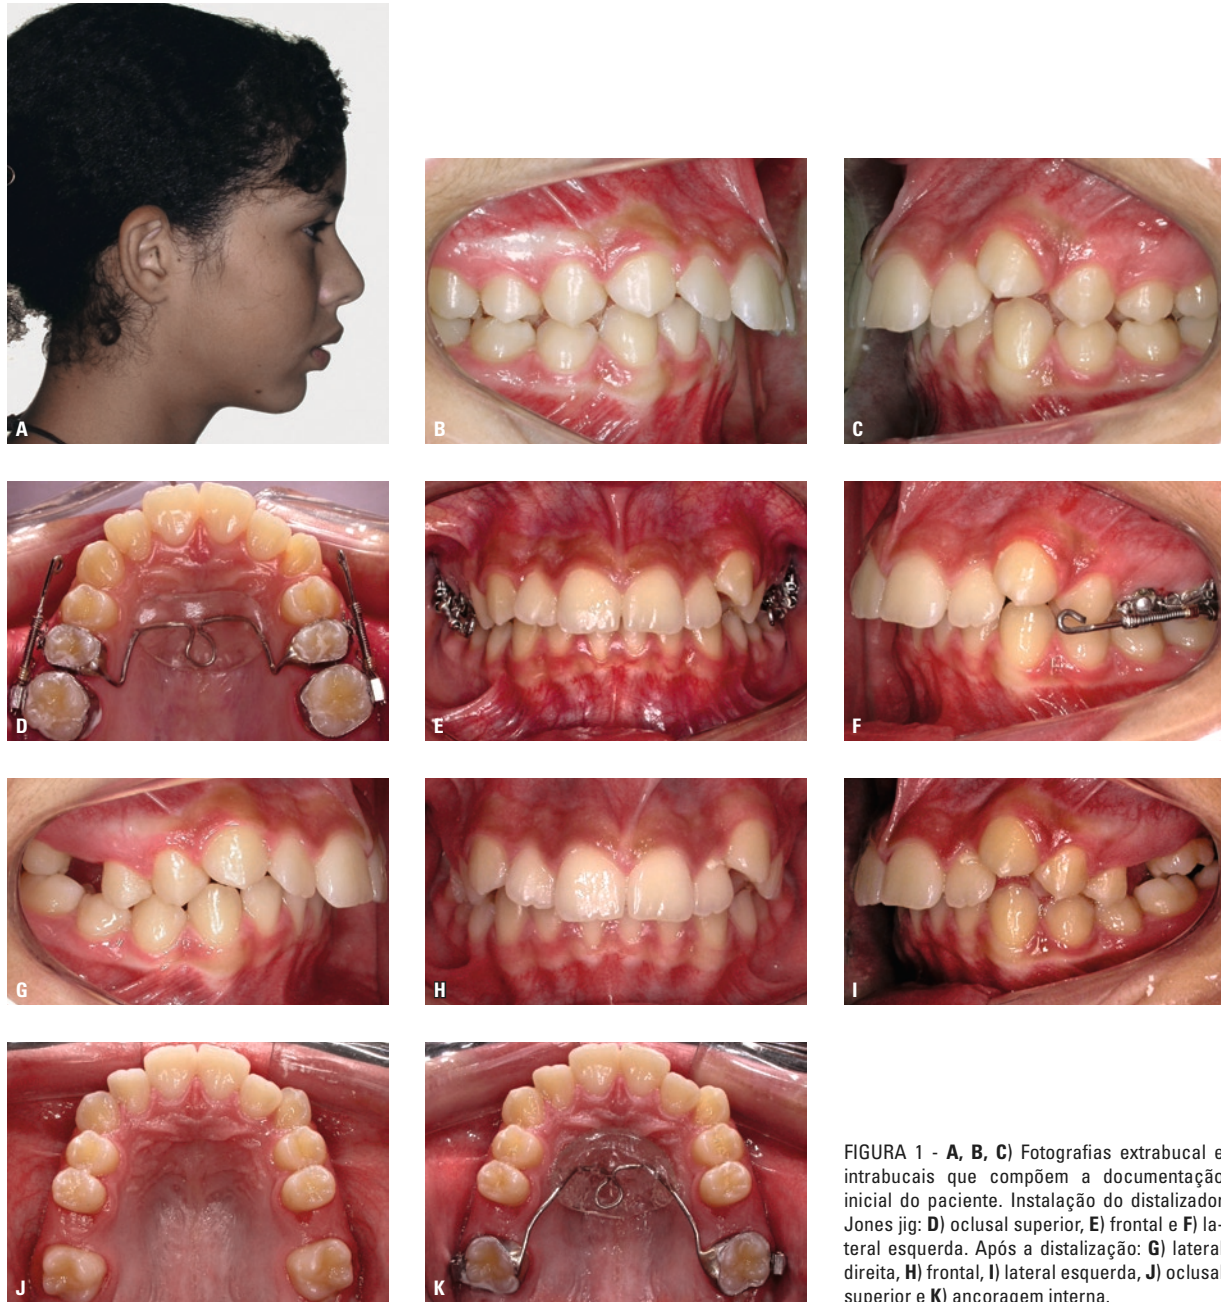 A
B
C
D
E
F
G
H
I
J
K
FIGURA 1 - A, B, C) Fotografias extrabucal e
intrabucais que compõem a documentação
inicial do paciente. Instalação do distalizador
Jones jig: D) oclusal superior, E) frontal e F) la-
teral esquerda. Após a distalização: G) lateral
direita, H) frontal, I) lateral esquerda, J) oclusal
superior e K) ancoragem interna.